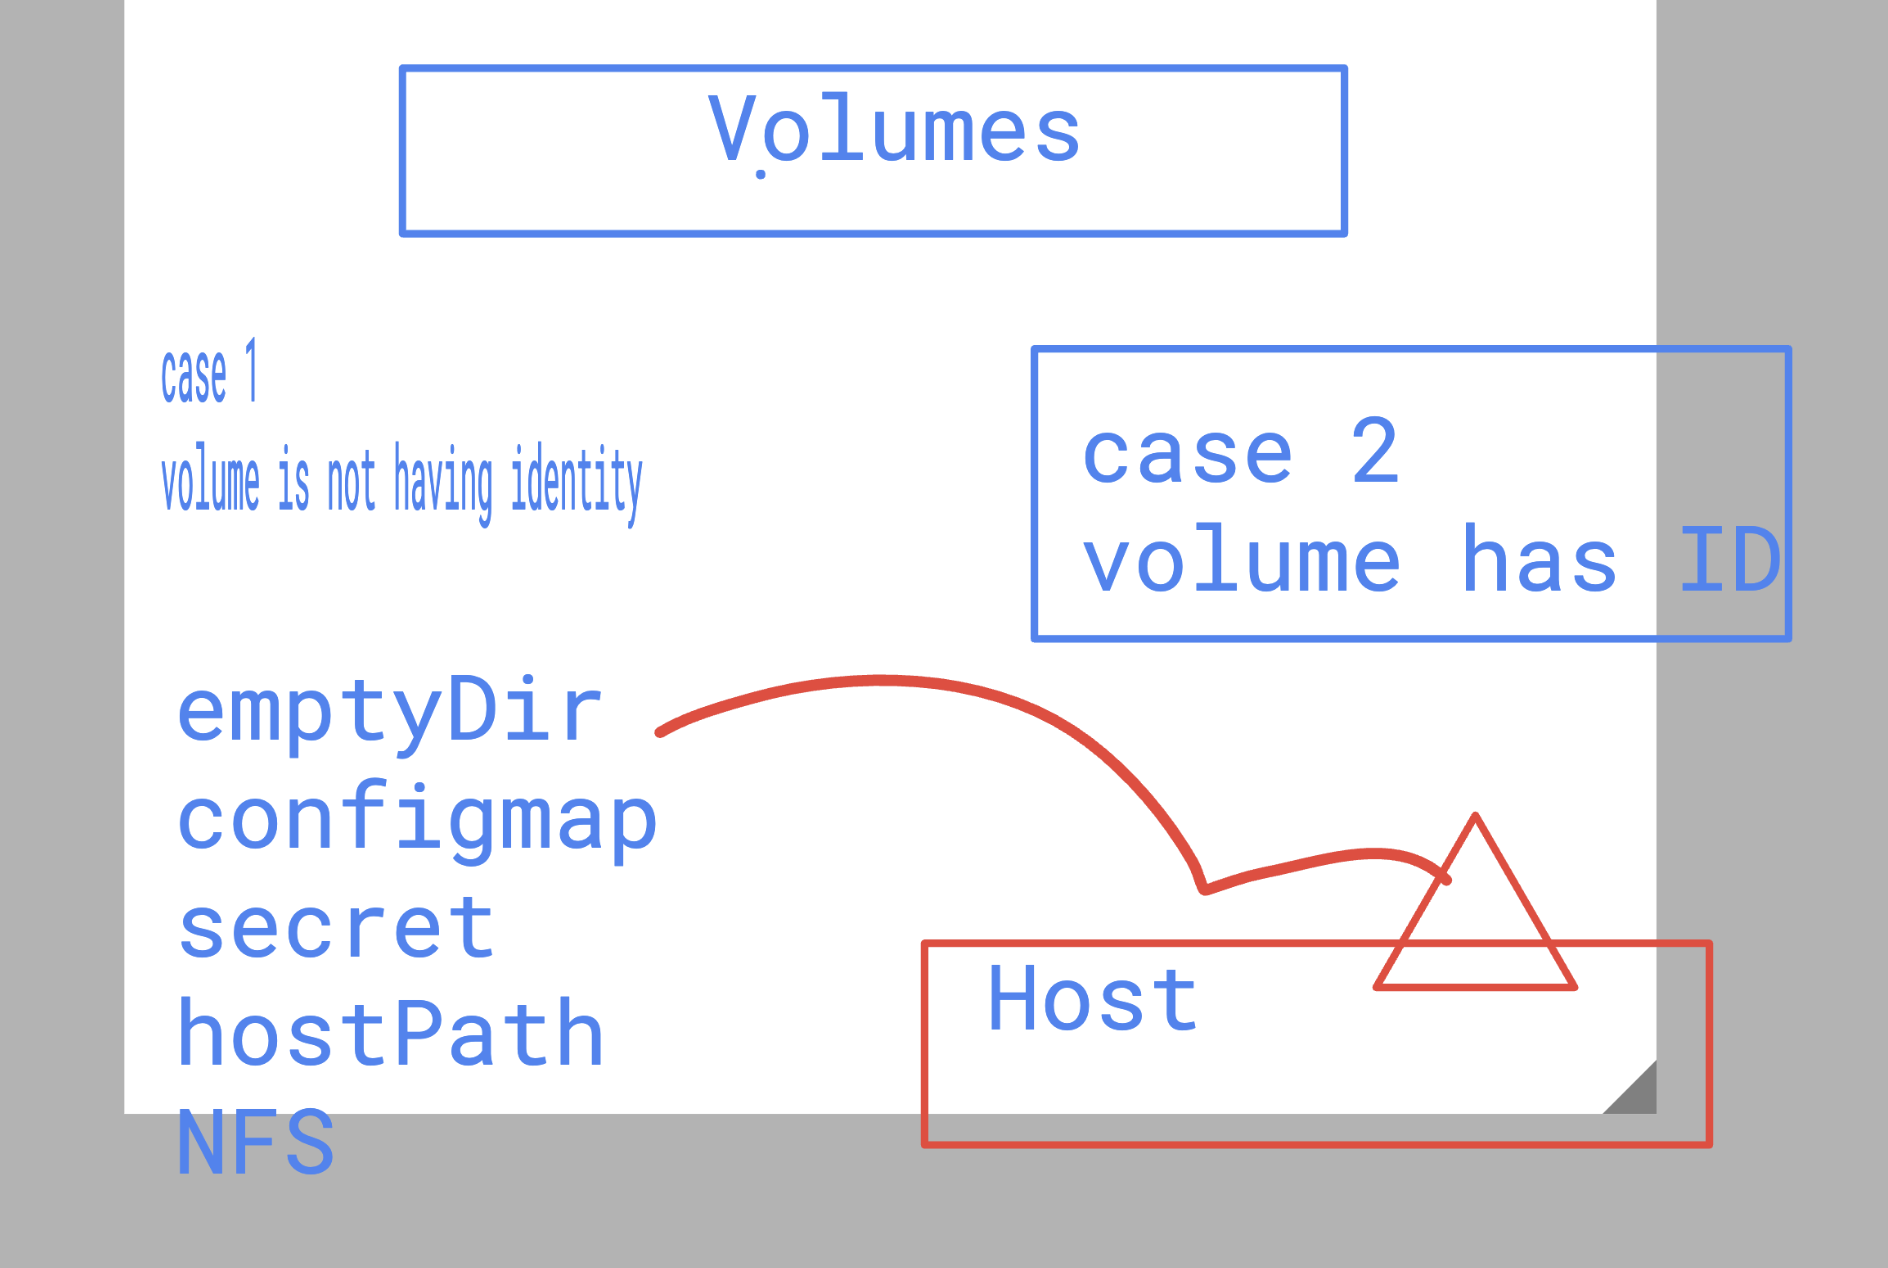 Volumes
case 1
volume is not having identity
case 2
volume has ID
emptyDir
configmap
secret
hostPath
NFS
Host